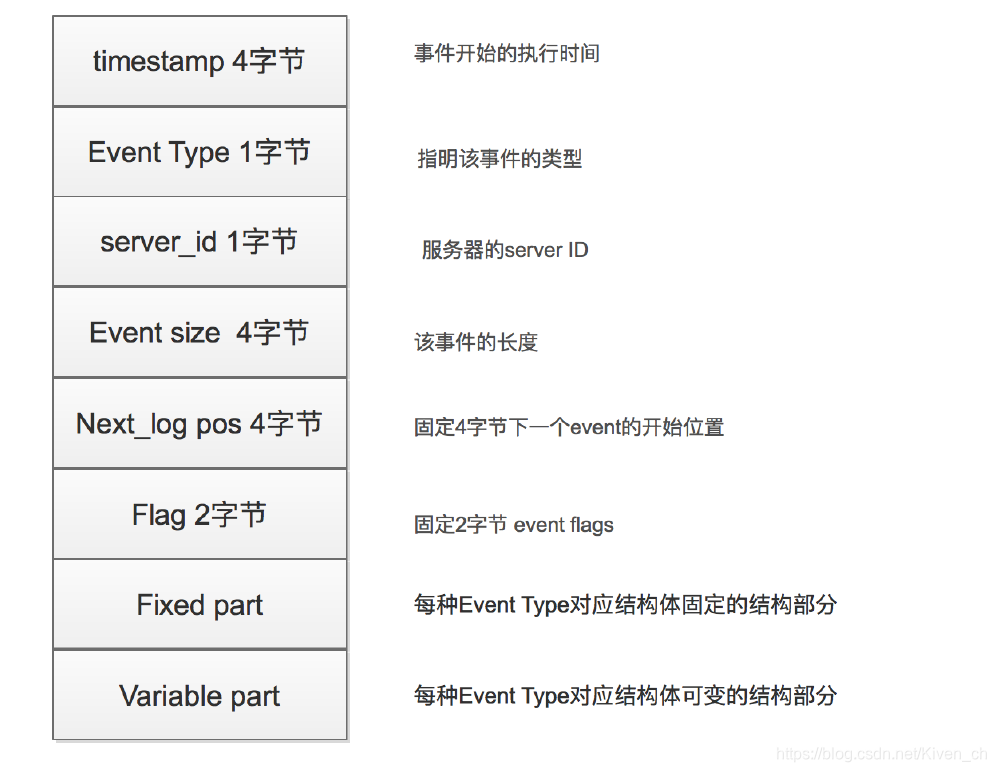 timestamp 4字节
事件开始的执行时间
Event Type 1字节
指明该事件的类型
server_id 1字节
服务器的server ID
Event size 4字节
该事件的长度
Next_log pos 4字节
固定4字节下一个event的开始位置
Flag 2字节
固定2字节 event flags
Fixed part
每种Event Type对应结构体固定的结构部分
Variable part
每种Event Type对应结构体可变的结构部分
https://blog.csdn.net/Kiven_ch